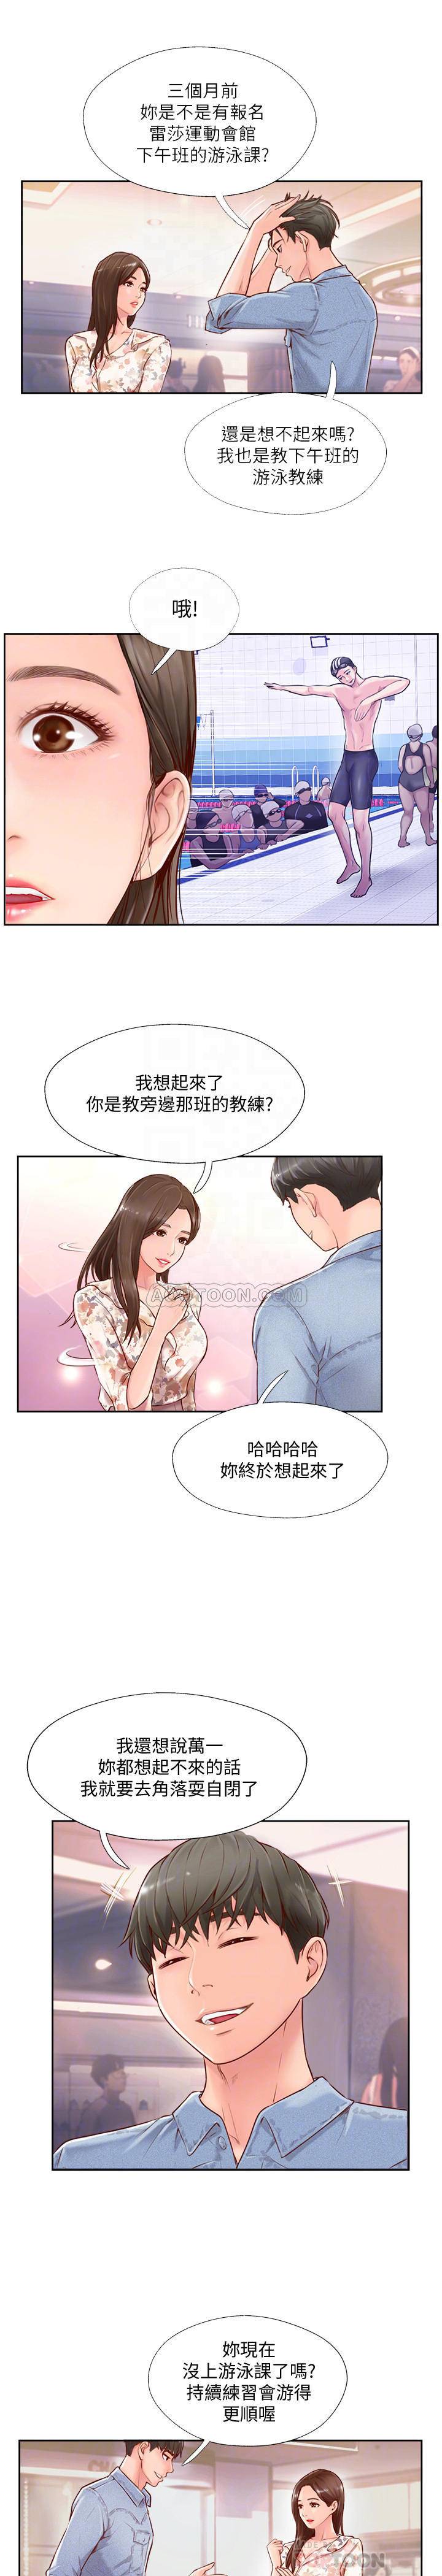 三個月前
妳是不是有報名
雷莎運動會館
下午班的游泳課?
還是想不起來嗎?
我也是教下午班的
游泳教練
哦!
我想起來了
你是教旁邊那班的教練?
哈哈哈哈
妳終於想起來了
我還想說萬一
妳都想起不來的話
我就要去角落耍自閉了
妳現在
沒上游泳課了嗎?
持續練習會游得
更順喔